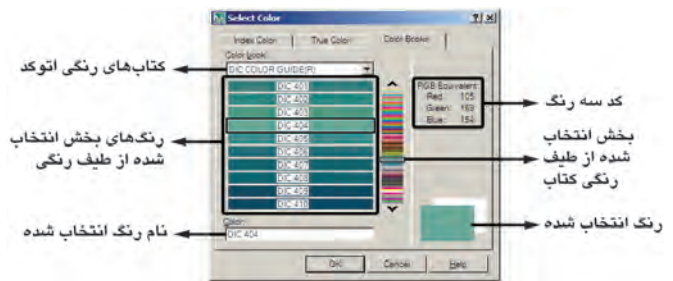 Select Color
Index Color
True Color
Color Books
Color book:
DIC COLOR GUIDE(R)
DIC 401
DIC 402
DIC 403
DIC 404
DIC 405
DIC 406
DIC 407
DIC 408
DIC 409
DIC 410
RGB Equivalent:
Red: 105
Green:
Blue: 154
Color:
DIC 404
OK
Cancel
Help
کتاب‌های رنگی اتوکد
رنگ‌های بخش انتخاب
شده از طیف رنگی
نام رنگ انتخاب شده
کد سه رنگ
بخش انتخاب
شده از طیف
رنگی کتاب
رنگ انتخاب شده